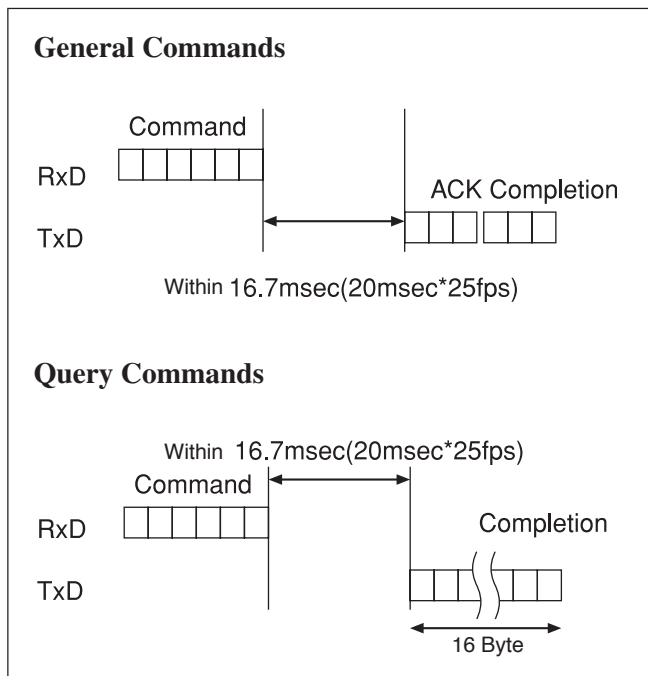 General Commands
Command
RxD
ACK Completion
TxD
Within 16.7msec(20msec*25fps)
Query Commands
Within 16.7msec(20msec*25fps)
Command
RxD
Completion
TxD
16 Byte